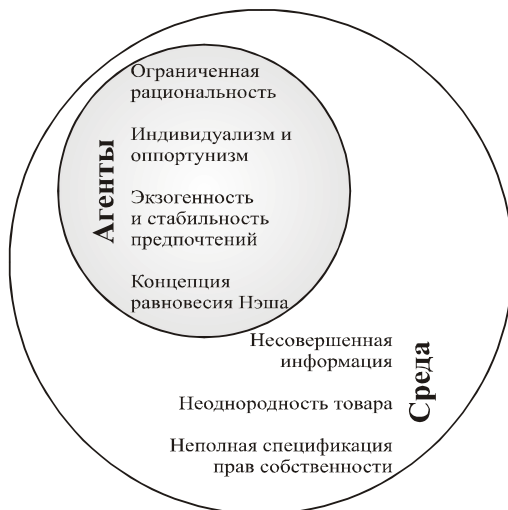 Агенты
Ограниченная
рациональность
Индивидуализм и
оппортунизм
Экзогенность
и стабильность
предпочтений
Концепция
равновесия Нэша
Несовершенная
информация
Неоднородность товара
Неполная спецификация
прав собственности
Среда